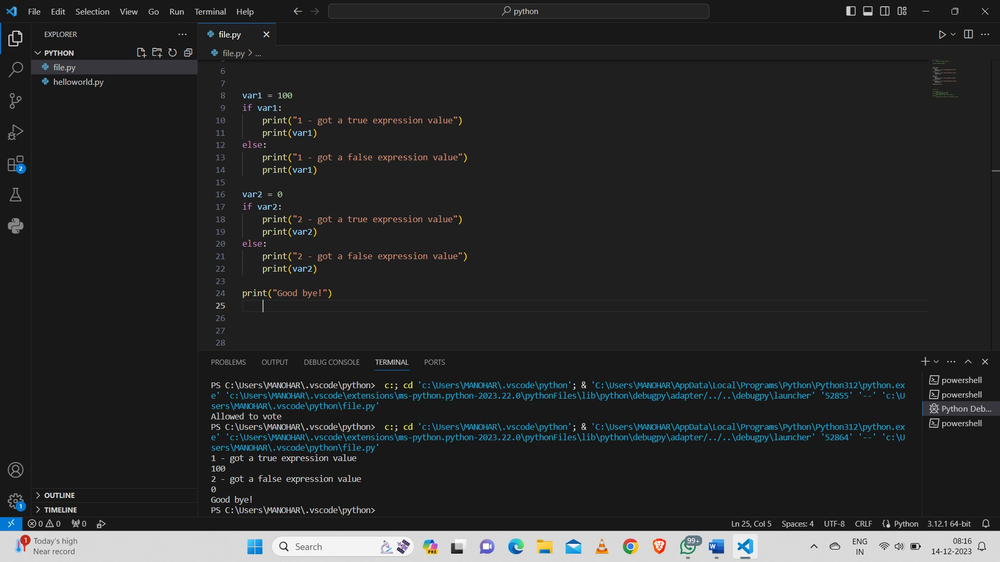 File Edit Selection View Go Run Terminal Help
python
EXPLORER
PYTHON
file.py
helloworld.py
OUTLINE
TIMELINE
file.py
file.py > ...
6
7
8 var1 = 100
9 if var1:
10 print("1 - got a true expression value")
11 print(var1)
12 else:
13 print("1 - got a false expression value")
14 print(var1)
15
16 var2 = 0
17 if var2:
18 print("2 - got a true expression value")
19 print(var2)
20 else:
21 print("2 - got a false expression value")
22 print(var2)
23
24 print("Good bye!")
25
26
27
28
PROBLEMS OUTPUT DEBUG CONSOLE TERMINAL PORTS
PS C:\Users\MANOHAR\.vscode\python>  c:; cd 'c:\Users\MANOHAR\.vscode\python'; & 'C:\Users\MANOHAR\AppData\Local\Programs\Python\Python312\python.ex
e' 'c:\Users\MANOHAR\.vscode\extensions\ms-python.python-2023.22.0\pythonFiles\lib\python\debugpy\adapter/../..\debugpy\launcher' '52855' '--' 'c:\U
sers\MANOHAR\.vscode\python\file.py'
Allowed to vote
PS C:\Users\MANOHAR\.vscode\python>  c:; cd 'c:\Users\MANOHAR\.vscode\python'; & 'C:\Users\MANOHAR\AppData\Local\Programs\Python\Python312\python.ex
e' 'c:\Users\MANOHAR\.vscode\extensions\ms-python.python-2023.22.0\pythonFiles\lib\python\debugpy\adapter/../..\debugpy\launcher' '52864' '--' 'c:\U
sers\MANOHAR\.vscode\python\file.py'
1 - got a true expression value
100
2 - got a false expression value
0
Good bye!
PS C:\Users\MANOHAR\.vscode\python>
powershell
powershell
Python Deb...
powershell
2
1
0 0 0
Ln 25, Col 5 Spaces: 4 UTF-8 CRLF Python 3.12.1 64-bit
1
Today's high
Near record
Search
PRE
99+
ENG
IN
08:16
14-12-2023